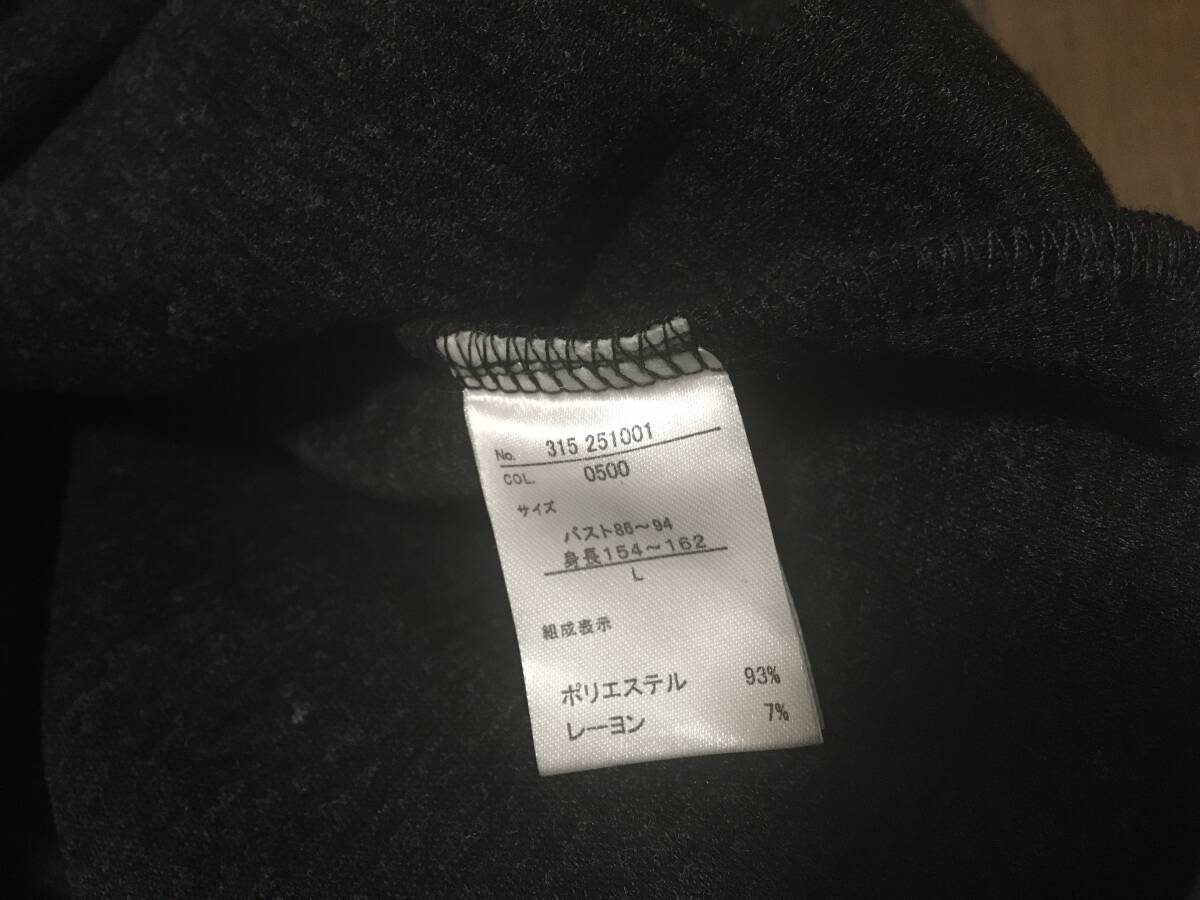 No. 315 251001
COL. 0500
サイズ
バスト86～94
身長154～162
L
組成表示
ポリエステル 93%
レーヨン 7%